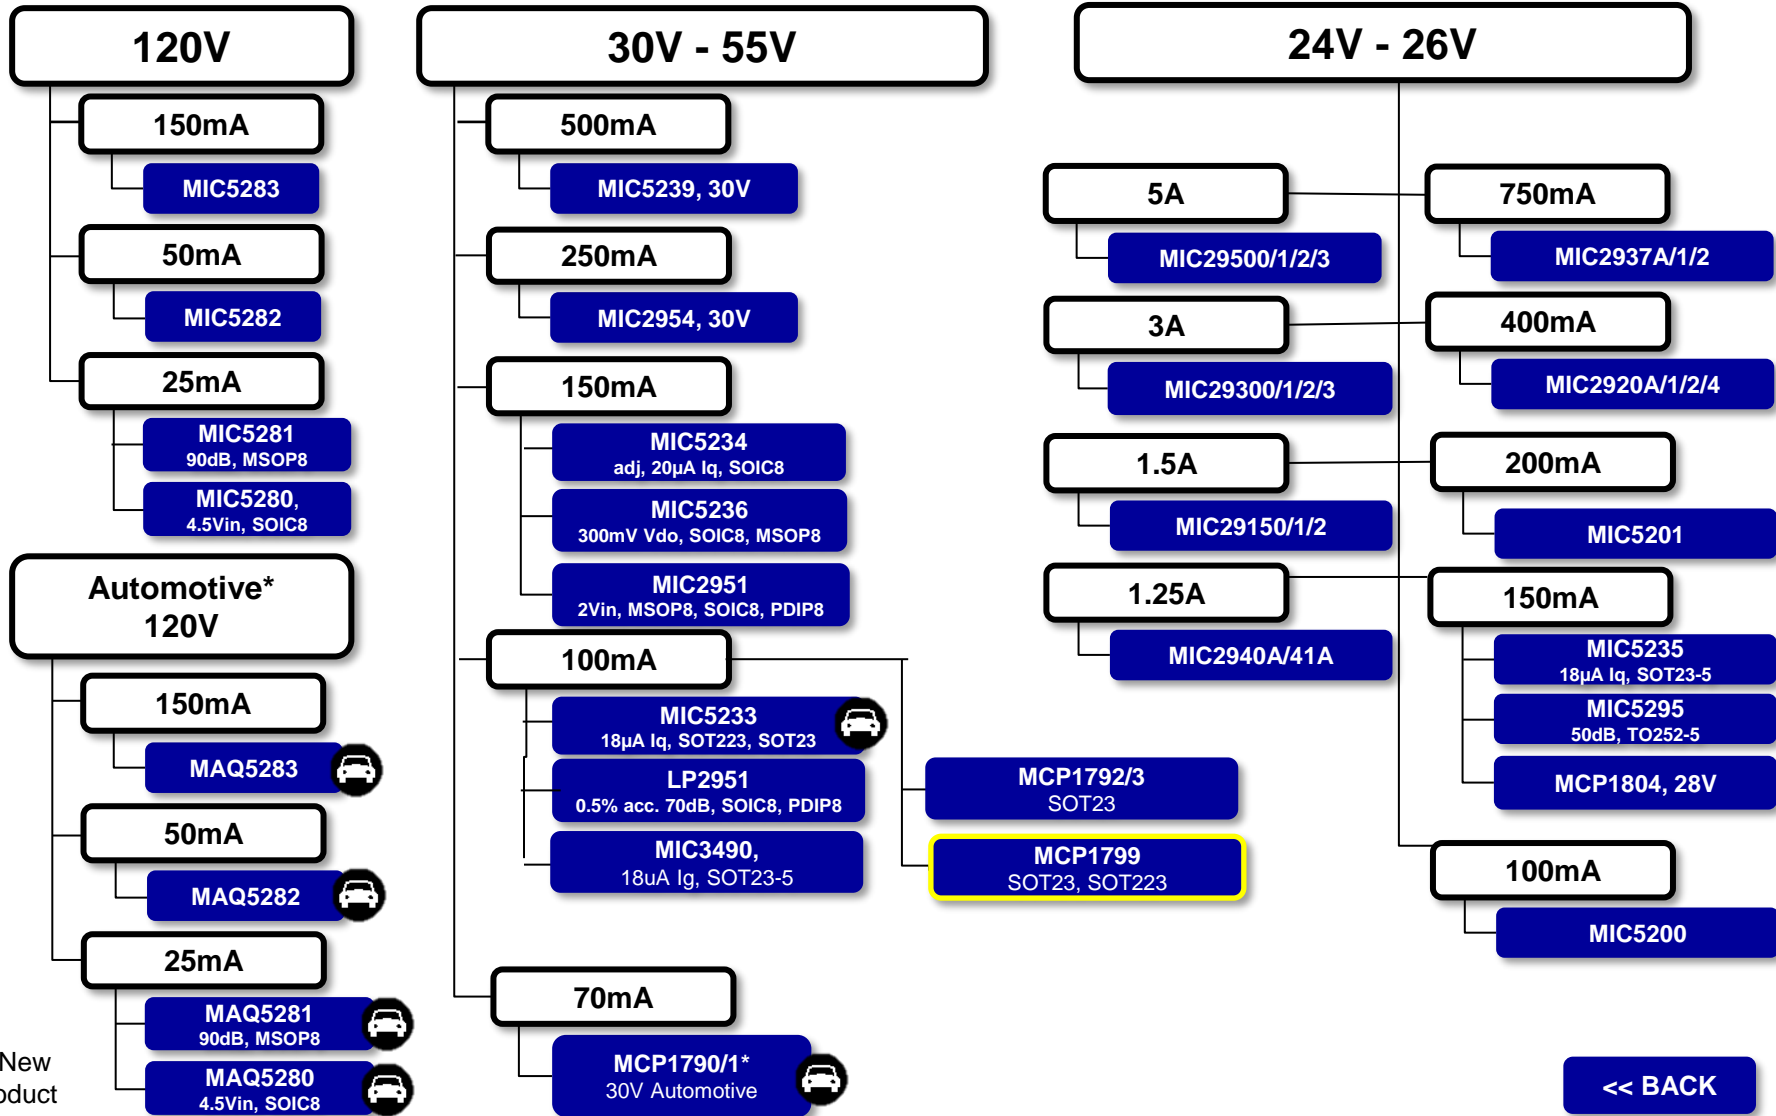 120V
150mA
MIC5283
50mA
MIC5282
25mA
MIC5281
90dB, MSOP8
MIC5280,
4.5Vin, SOIC8
Automotive*
120V
150mA
MAQ5283
50mA
MAQ5282
25mA
MAQ5281
90dB, MSOP8
MAQ5280
4.5Vin, SOIC8
New
oduct
30V - 55V
500mA
MIC5239, 30V
250mA
MIC2954, 30V
150mA
MIC5234
adj, 20µA Iq, SOIC8
MIC5236
300mV Vdo, SOIC8, MSOP8
MIC2951
2Vin, MSOP8, SOIC8, PDIP8
100mA
MIC5233
18µA Iq, SOT223, SOT23
LP2951
0.5% acc. 70dB, SOIC8, PDIP8
MIC3490,
18uA Ig, SOT23-5
MCP1792/3
SOT23
MCP1799
SOT23, SOT223
70mA
MCP1790/1*
30V Automotive
24V - 26V
5A
MIC29500/1/2/3
3A
MIC29300/1/2/3
1.5A
MIC29150/1/2
1.25A
MIC2940A/41A
750mA
MIC2937A/1/2
400mA
MIC2920A/1/2/4
200mA
MIC5201
150mA
MIC5235
18µA Iq, SOT23-5
MIC5295
50dB, TO252-5
MCP1804, 28V
100mA
MIC5200
<< BACK